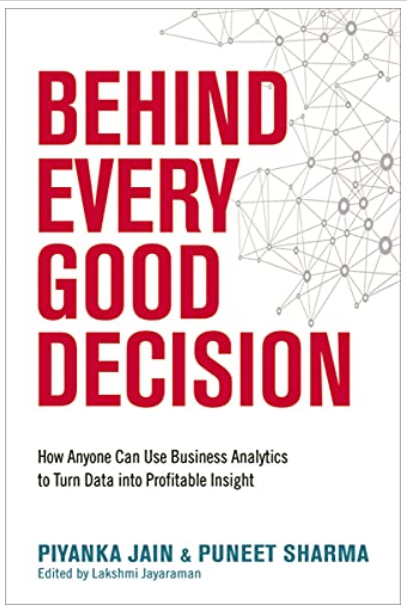 BEHIND
EVERY
GOOD
DECISION
How Anyone Can Use Business Analytics
to Turn Data into Profitable Insight
PIYANKA JAIN & PUNEET SHARMA
Edited by Lakshmi Jayaraman